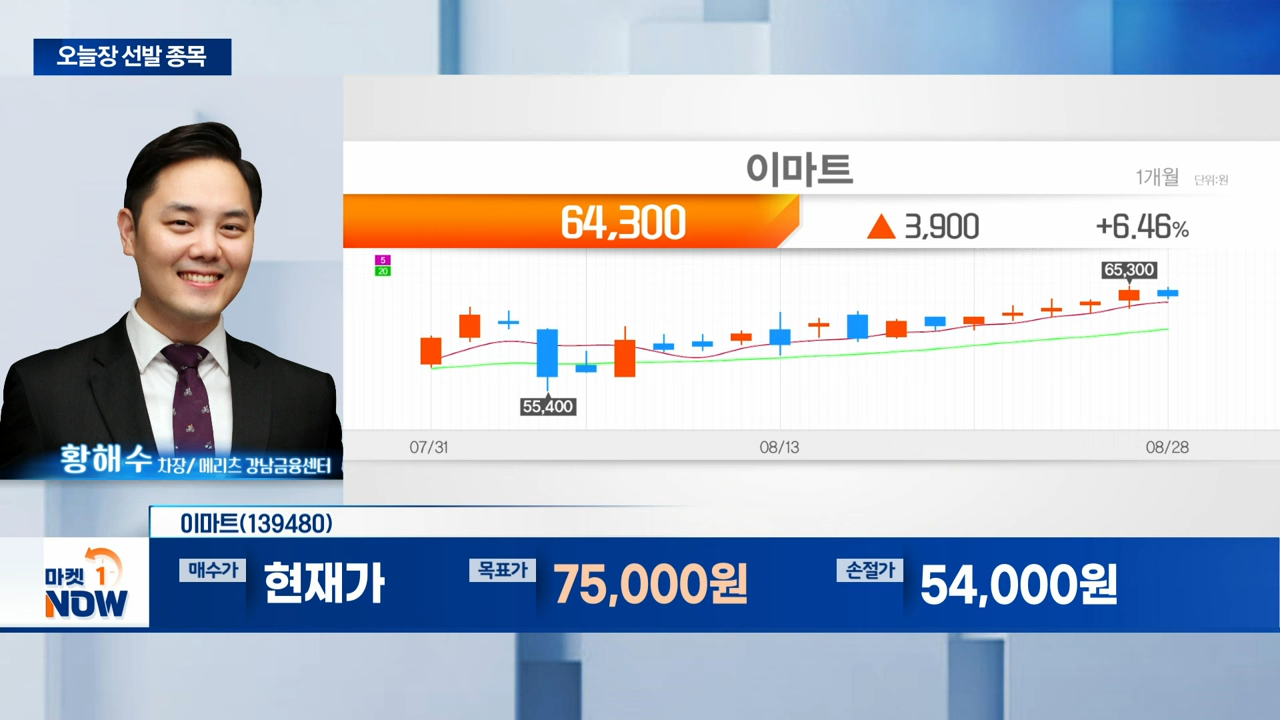 오늘장 선발 종목
이마트
1개월 단위:원
64,300 ▲ 3,900 +6.46%
5
20
65,300
55,400
07/31 08/13 08/28
황해수 차장/ 메리츠 강남금융센터
이마트(139480)
마켓 1
NOW
매수가 현재가 목표가 75,000원 손절가 54,000원